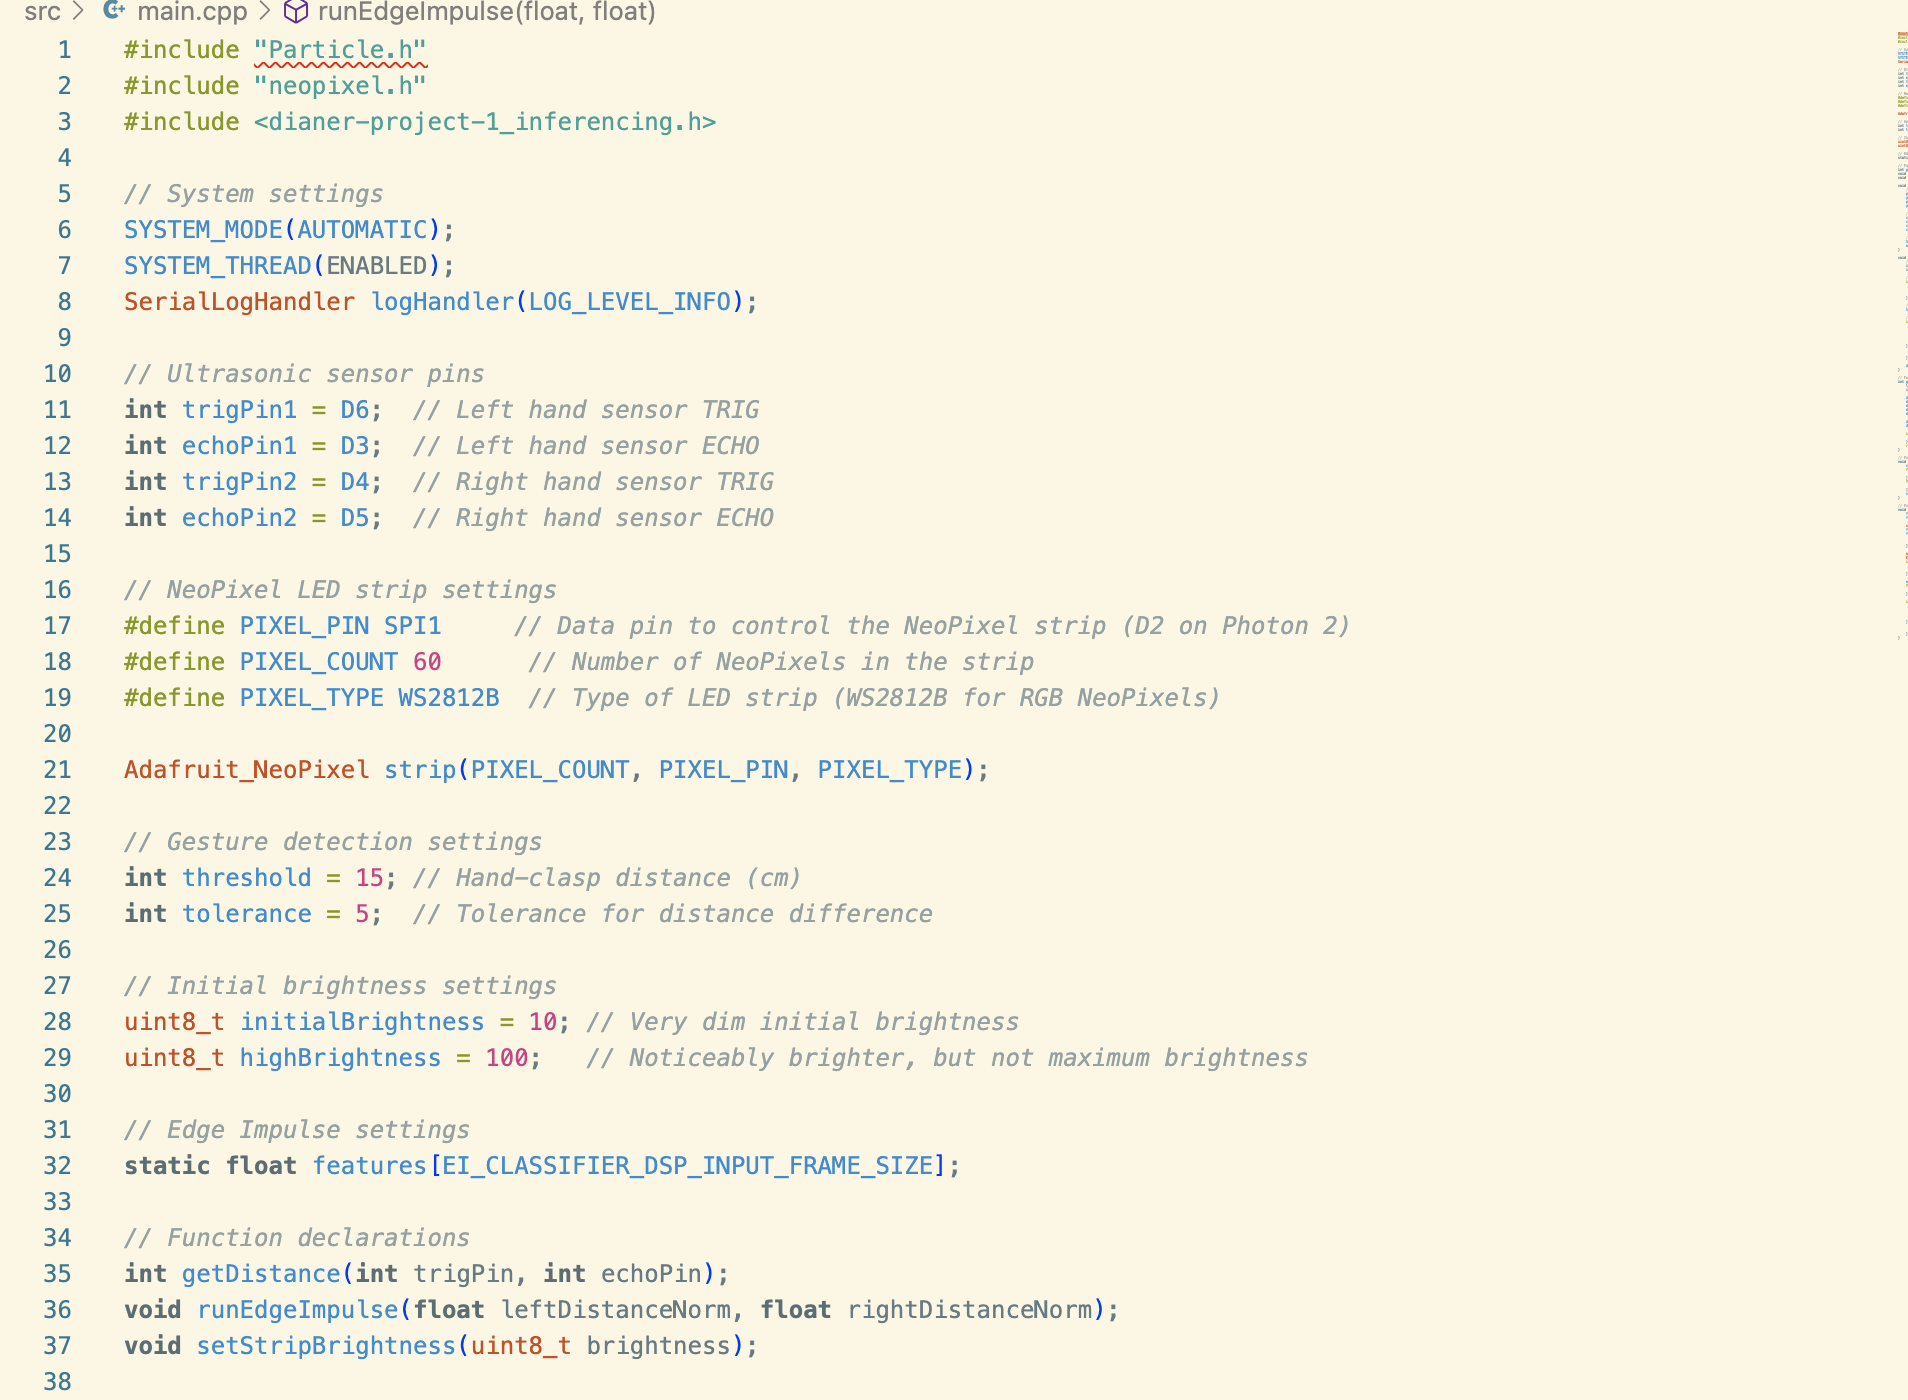 src > main.cpp > runEdgeImpulse(float, float)
1 #include "Particle.h"
2 #include "neopixel.h"
3 #include <dianer-project-1_inferencing.h>
4
5 // System settings
6 SYSTEM_MODE(AUTOMATIC);
7 SYSTEM_THREAD(ENABLED);
8 SerialLogHandler logHandler(LOG_LEVEL_INFO);
9
10 // Ultrasonic sensor pins
11 int trigPin1 = D6;  // Left hand sensor TRIG
12 int echoPin1 = D3;  // Left hand sensor ECHO
13 int trigPin2 = D4;  // Right hand sensor TRIG
14 int echoPin2 = D5;  // Right hand sensor ECHO
15
16 // NeoPixel LED strip settings
17 #define PIXEL_PIN SPI1     // Data pin to control the NeoPixel strip (D2 on Photon 2)
18 #define PIXEL_COUNT 60      // Number of NeoPixels in the strip
19 #define PIXEL_TYPE WS2812B  // Type of LED strip (WS2812B for RGB NeoPixels)
20
21 Adafruit_NeoPixel strip(PIXEL_COUNT, PIXEL_PIN, PIXEL_TYPE);
22
23 // Gesture detection settings
24 int threshold = 15; // Hand-clasp distance (cm)
25 int tolerance = 5;  // Tolerance for distance difference
26
27 // Initial brightness settings
28 uint8_t initialBrightness = 10; // Very dim initial brightness
29 uint8_t highBrightness = 100;   // Noticeably brighter, but not maximum brightness
30
31 // Edge Impulse settings
32 static float features[EI_CLASSIFIER_DSP_INPUT_FRAME_SIZE];
33
34 // Function declarations
35 int getDistance(int trigPin, int echoPin);
36 void runEdgeImpulse(float leftDistanceNorm, float rightDistanceNorm);
37 void setStripBrightness(uint8_t brightness);
38